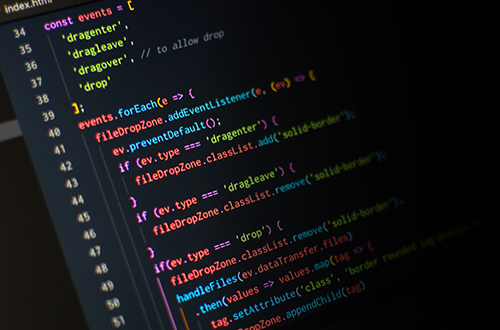 index.html
34 const events = [
35 'dragenter',
36 'dragleave',
37 'dragover', // to allow drop
38 'drop'
39 ];
40 events.forEach(e => {
41 fileDropZone.addEventListener(e, (ev) => {
42 ev.preventDefault();
43 if (ev.type === 'dragenter') {
44 fileDropZone.classList.add('solid-border');
45 }
46 if (ev.type === 'dragleave') {
47 fileDropZone.classList.remove('solid-border');
48 }
49 if(ev.type === 'drop') {
50 fileDropZone.classList.remove('solid-border');
51 handleFiles(ev.dataTransfer.files)
.then(values => values.map(tag => {
tag.setAttribute('class', 'border rounded
DropZone.appendChild(tag)